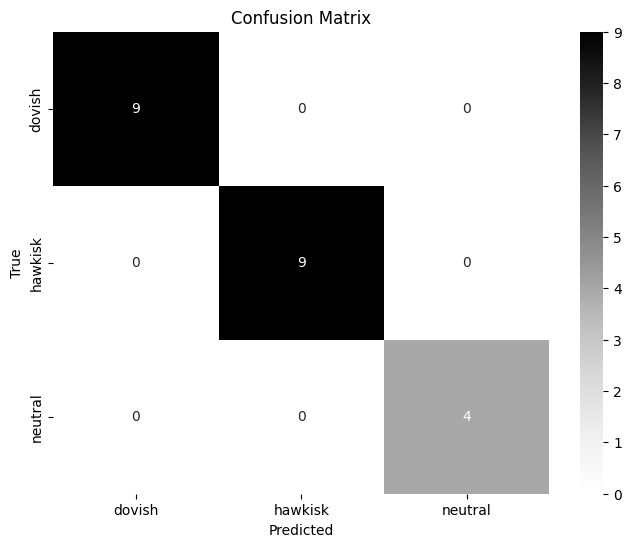 Confusion Matrix
dovish
hawkisk
neutral
True
9 0 0
0 9 0
0 0 4
dovish hawkisk neutral
Predicted
9
8
7
6
5
4
3
2
1
0